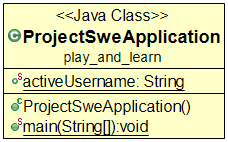 <<Java Class>>
ProjectSweApplication
play_and_learn
activeUsername: String
ProjectSweApplication()
main(String[]):void